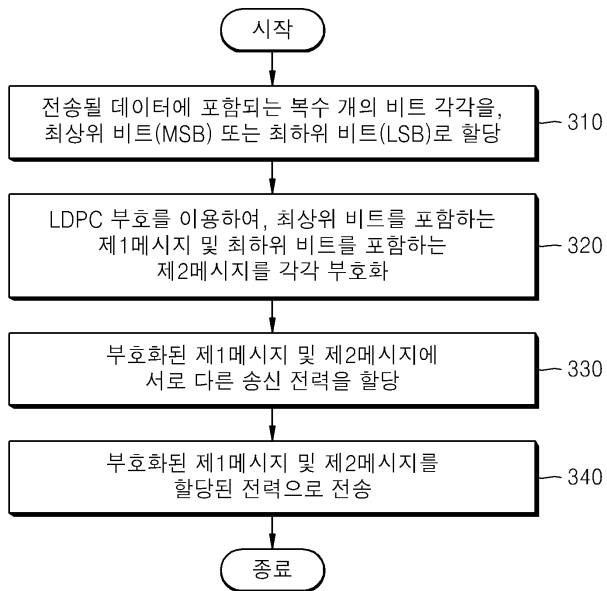 시작
전송될 데이터에 포함되는 복수 개의 비트 각각을,
최상위 비트(MSB) 또는 최하위 비트(LSB)로 할당
310
LDPC 부호를 이용하여, 최상위 비트를 포함하는
제1메시지 및 최하위 비트를 포함하는
제2메시지를 각각 부호화
320
부호화된 제1메시지 및 제2메시지에
서로 다른 송신 전력을 할당
330
부호화된 제1메시지 및 제2메시지를
할당된 전력으로 전송
340
종료